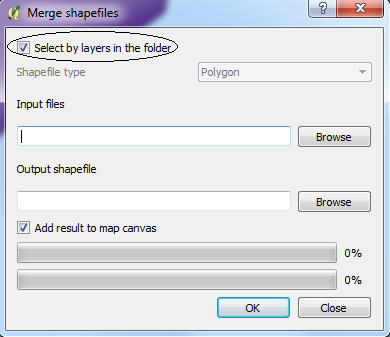 Merge shapefiles
Select by layers in the folder
Shapefile type Polygon
Input files
Browse
Output shapefile
Browse
Add result to map canvas
0%
0%
OK Close